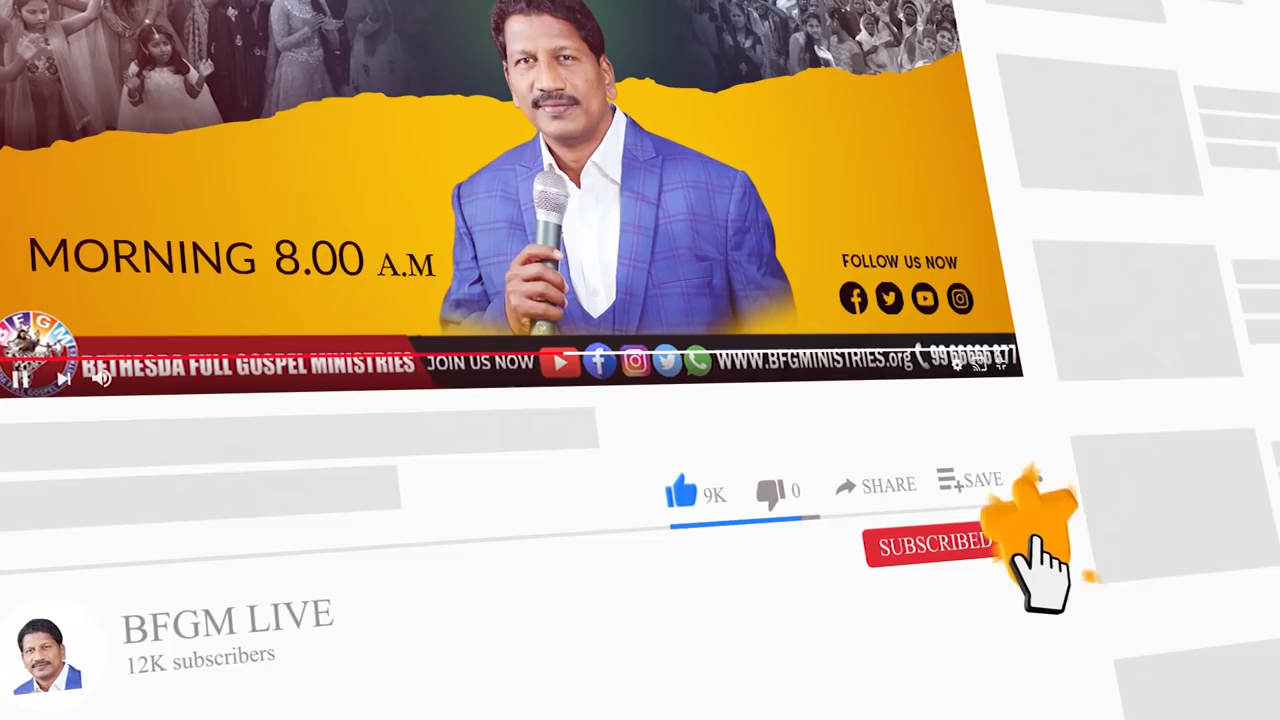 MORNING 8.00 A.M
FOLLOW US NOW
BFGM
BETHESDA FULL GOSPEL MINISTRIES
JOIN US NOW
WWW.BFGMINISTRIES.org
9K
0
SHARE
SAVE
SUBSCRIBED
BFGM LIVE
12K subscribers